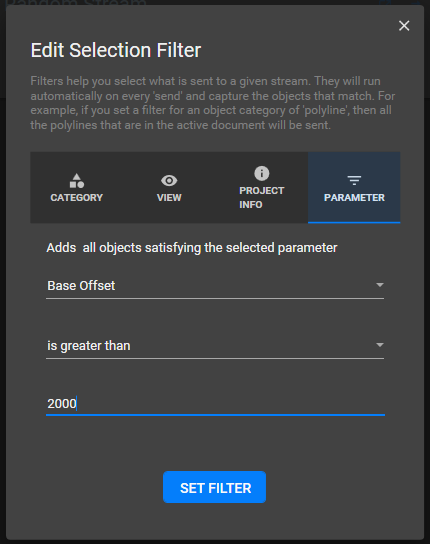 Random Stream
Edit Selection Filter
Filters help you select what is sent to a given stream. They will run
automatically on every 'send' and capture the objects that match. For
example, if you set a filter for an object category of 'polyline', then all
the polylines that are in the active document will be sent.
CATEGORY
VIEW
PROJECT
INFO
PARAMETER
Adds  all objects satisfying the selected parameter
Base Offset
is greater than
2000
SET FILTER